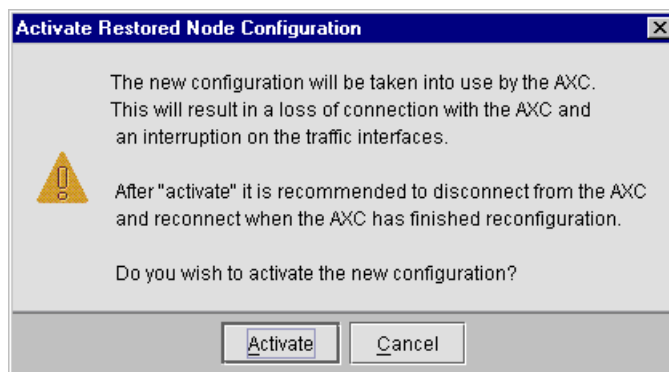 Activate Restored Node Configuration
The new configuration will be taken into use by the AXC.
This will result in a loss of connection with the AXC and
an interruption on the traffic interfaces.
After "activate" it is recommended to disconnect from the AXC
and reconnect when the AXC has finished reconfiguration.
Do you wish to activate the new configuration?
Activate Cancel